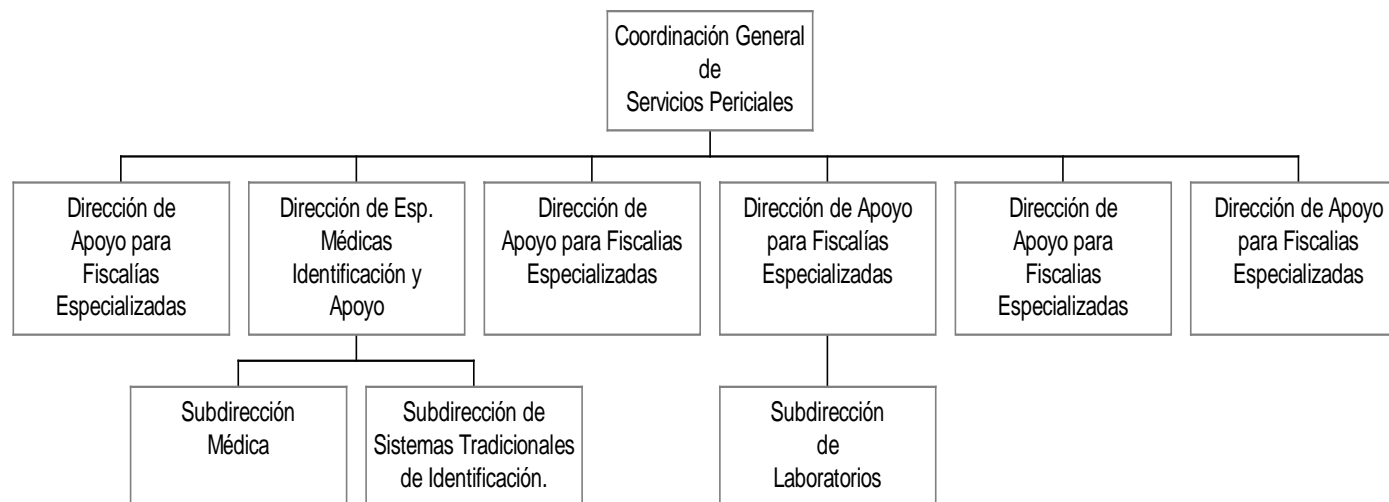 Coordinación General
de
Servicios Periciales
Dirección de
Apoyo para
Fiscalías
Especializadas
Dirección de Esp.
Médicas
Identificación y
Apoyo
Dirección de
Apoyo para Fiscalias
Especializadas
Dirección de Apoyo
para Fiscalías
Especializadas
Dirección de
Apoyo para
Fiscalias
Especializadas
Dirección de Apoyo
para Fiscalias
Especializadas
Subdirección
Médica
Subdirección de
Sistemas Tradicionales
de Identificación.
Subdirección
de
Laboratorios